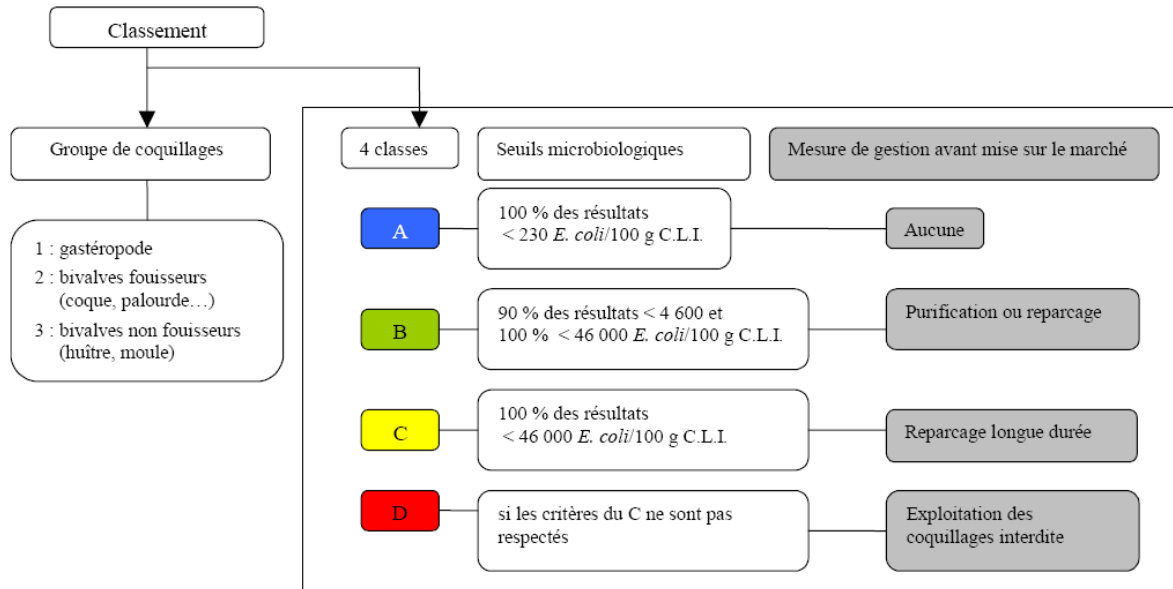 Classement
Groupe de coquillages
1 : gastéropode
2 : bivalves fouisseurs
(coque, palourde…)
3 : bivalves non fouisseurs
(huître, moule)
4 classes
Seuils microbiologiques
Mesure de gestion avant mise sur le marché
A
100 % des résultats
< 230 E. coli/100 g C.L.I.
Aucune
B
90 % des résultats < 4 600 et
100 % < 46 000 E. coli/100 g C.L.I.
Purification ou reparcage
C
100 % des résultats
< 46 000 E. coli/100 g C.L.I.
Reparcage longue durée
D
si les critères du C ne sont pas
respectés
Exploitation des
coquillages interdite